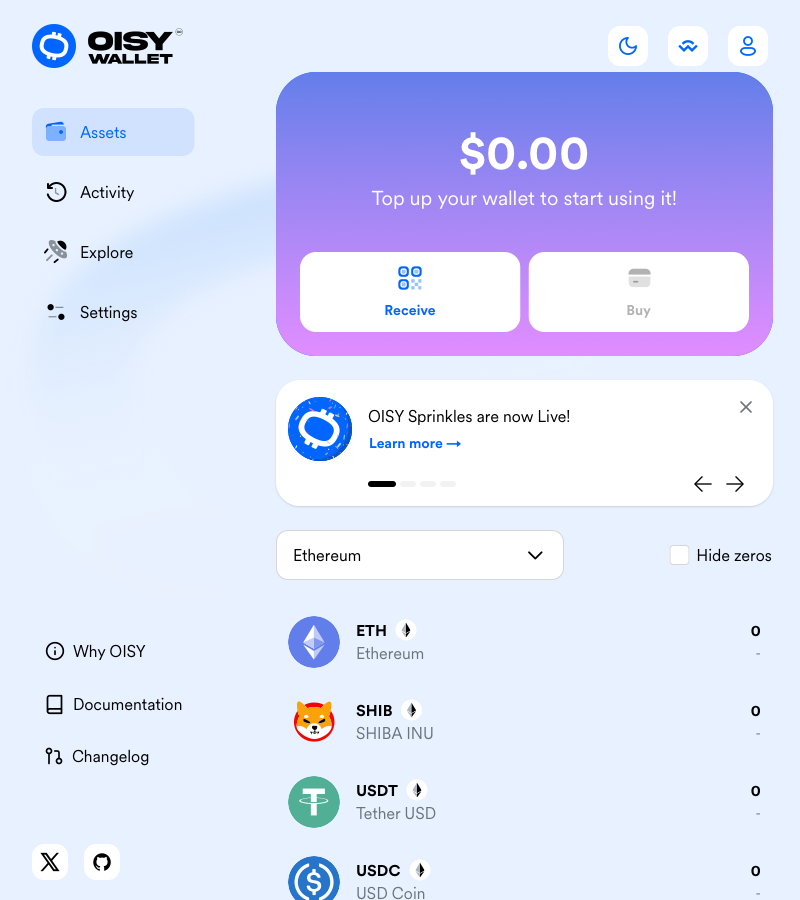 OISY
WALLET
Assets
Activity
Explore
Settings
$0.00
Top up your wallet to start using it!
Receive
Buy
OISY Sprinkles are now Live!
Learn more →
Ethereum
Hide zeros
ETH
0
Ethereum
-
SHIB
0
SHIBA INU
-
USDT
0
Tether USD
-
USDC
0
USD Coin
-
Why OISY
Documentation
Changelog